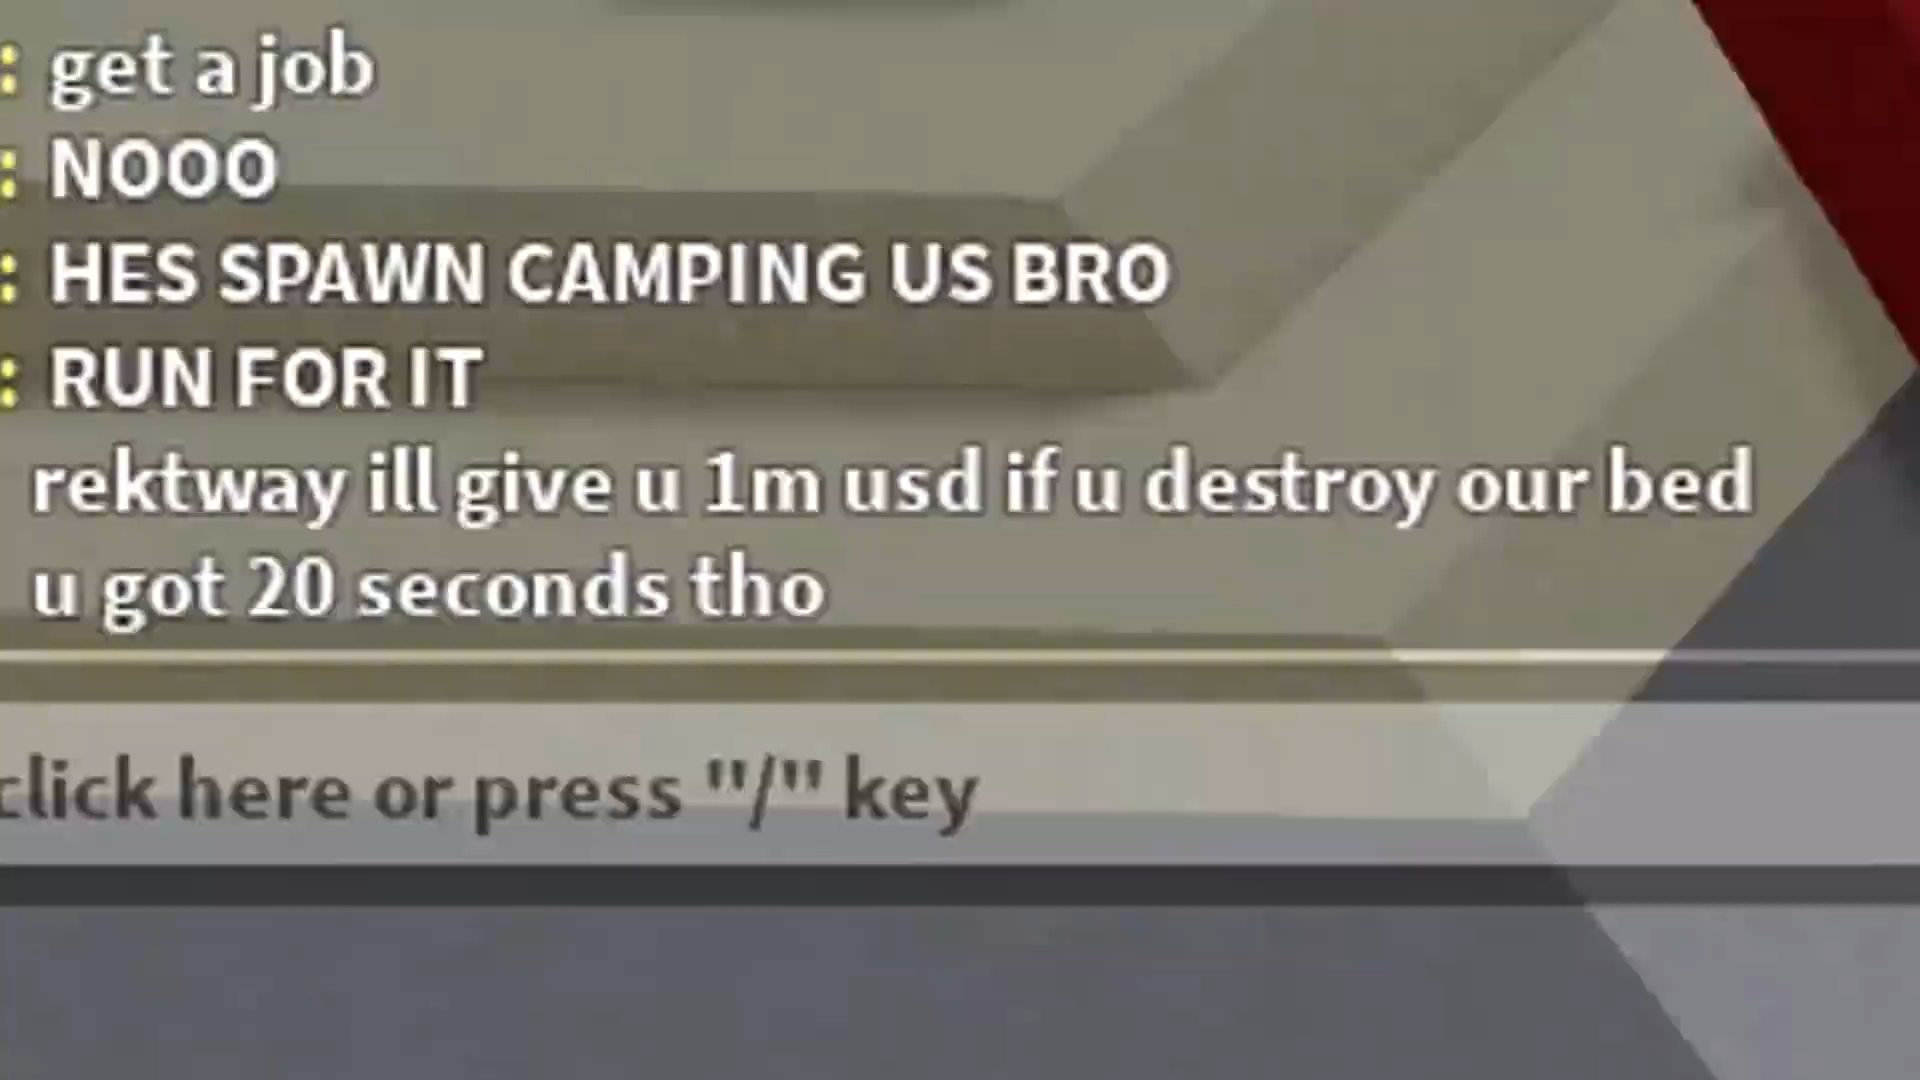 : get a job
: NOOO
: HES SPAWN CAMPING US BRO
: RUN FOR IT
rektway ill give u 1m usd if u destroy our bed
u got 20 seconds tho
click here or press "/" key